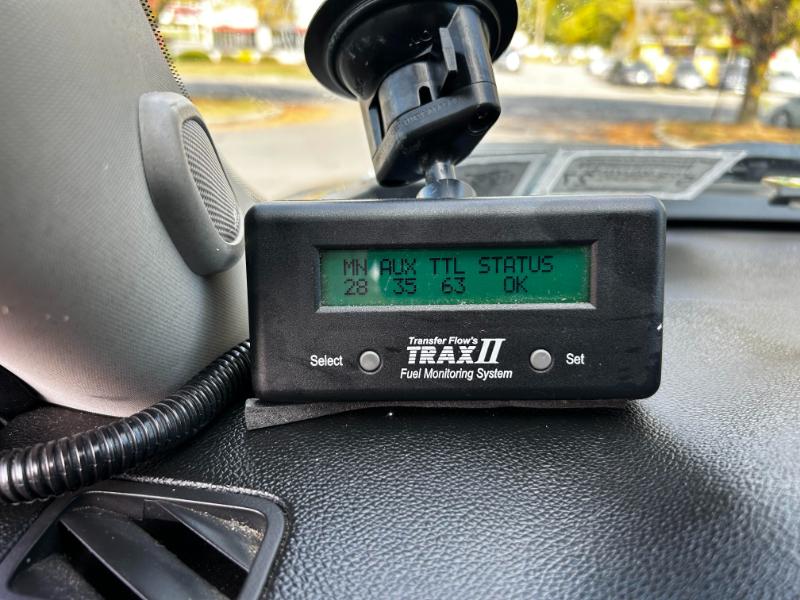 MN AUX TTL STATUS
28 35 63 OK
Transfer Flow's
Select TRAX II Set
Fuel Monitoring System